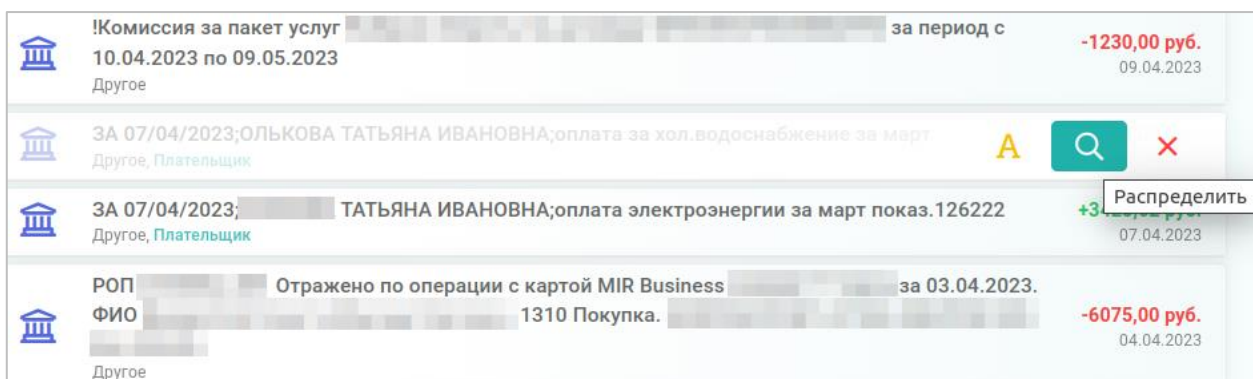 !Комиссия за пакет услуг за период с
10.04.2023 по 09.05.2023
Другое
-1230,00 руб.
09.04.2023
ЗА 07/04/2023;ОЛЬКОВА ТАТЬЯНА ИВАНОВНА;оплата за хол.водоснабжение за март
Другое, Плательщик
A
Распределить
ЗА 07/04/2023; ТАТЬЯНА ИВАНОВНА;оплата электроэнергии за март показ.126222
Другое, Плательщик
07.04.2023
РОП Отражено по операции с картой MIR Business за 03.04.2023.
ФИО 1310 Покупка.
Другое
-6075,00 руб.
04.04.2023